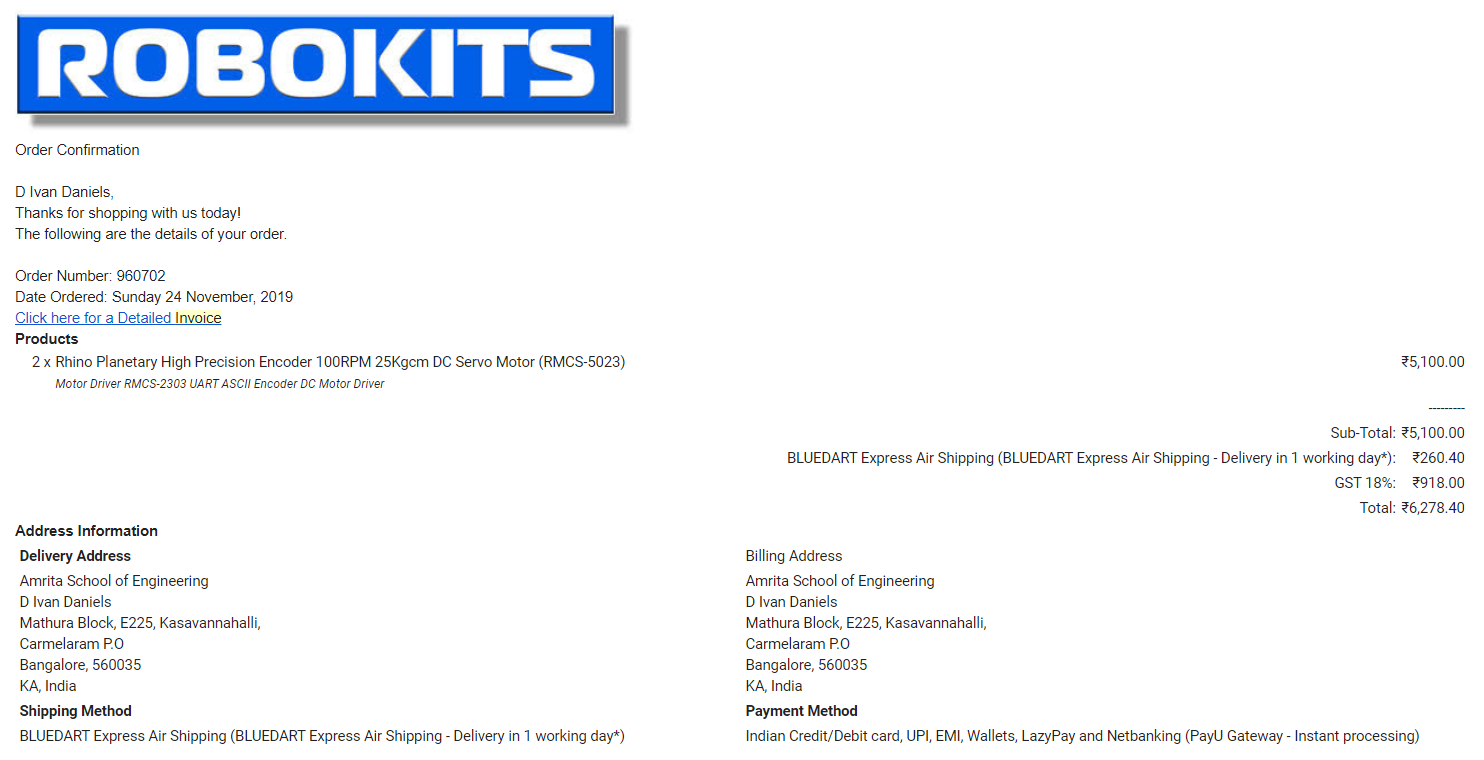 ROBOKITS
Order Confirmation
D Ivan Daniels,
Thanks for shopping with us today!
The following are the details of your order.
Order Number: 960702
Date Ordered: Sunday 24 November, 2019
Click here for a Detailed Invoice
Products
2 x Rhino Planetary High Precision Encoder 100RPM 25Kgcm DC Servo Motor (RMCS-5023) ₹5,100.00
Motor Driver RMCS-2303 UART ASCII Encoder DC Motor Driver
---------
Sub-Total: ₹5,100.00
BLUEDART Express Air Shipping (BLUEDART Express Air Shipping - Delivery in 1 working day*): ₹260.40
GST 18%: ₹918.00
Total: ₹6,278.40
Address Information
Delivery Address
Amrita School of Engineering
D Ivan Daniels
Mathura Block, E225, Kasavannahalli,
Carmelaram P.O
Bangalore, 560035
KA, India
Shipping Method
BLUEDART Express Air Shipping (BLUEDART Express Air Shipping - Delivery in 1 working day*)
Billing Address
Amrita School of Engineering
D Ivan Daniels
Mathura Block, E225, Kasavannahalli,
Carmelaram P.O
Bangalore, 560035
KA, India
Payment Method
Indian Credit/Debit card, UPI, EMI, Wallets, LazyPay and Netbanking (PayU Gateway - Instant processing)